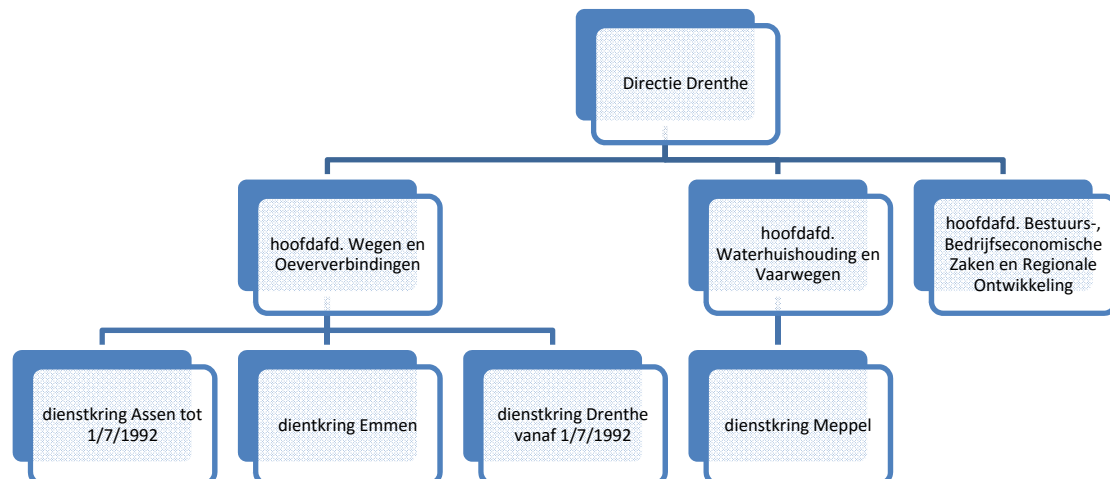 Directie Drenthe
hoofdafd. Wegen en
Oeververbindingen
hoofdafd.
Waterhuishouding en
Vaarwegen
hoofdafd. Bestuurs-,
Bedrijfseconomische
Zaken en Regionale
Ontwikkeling
dienstkring Assen tot
1/7/1992
dientkring Emmen
dienstkring Drenthe
vanaf 1/7/1992
dienstkring Meppel